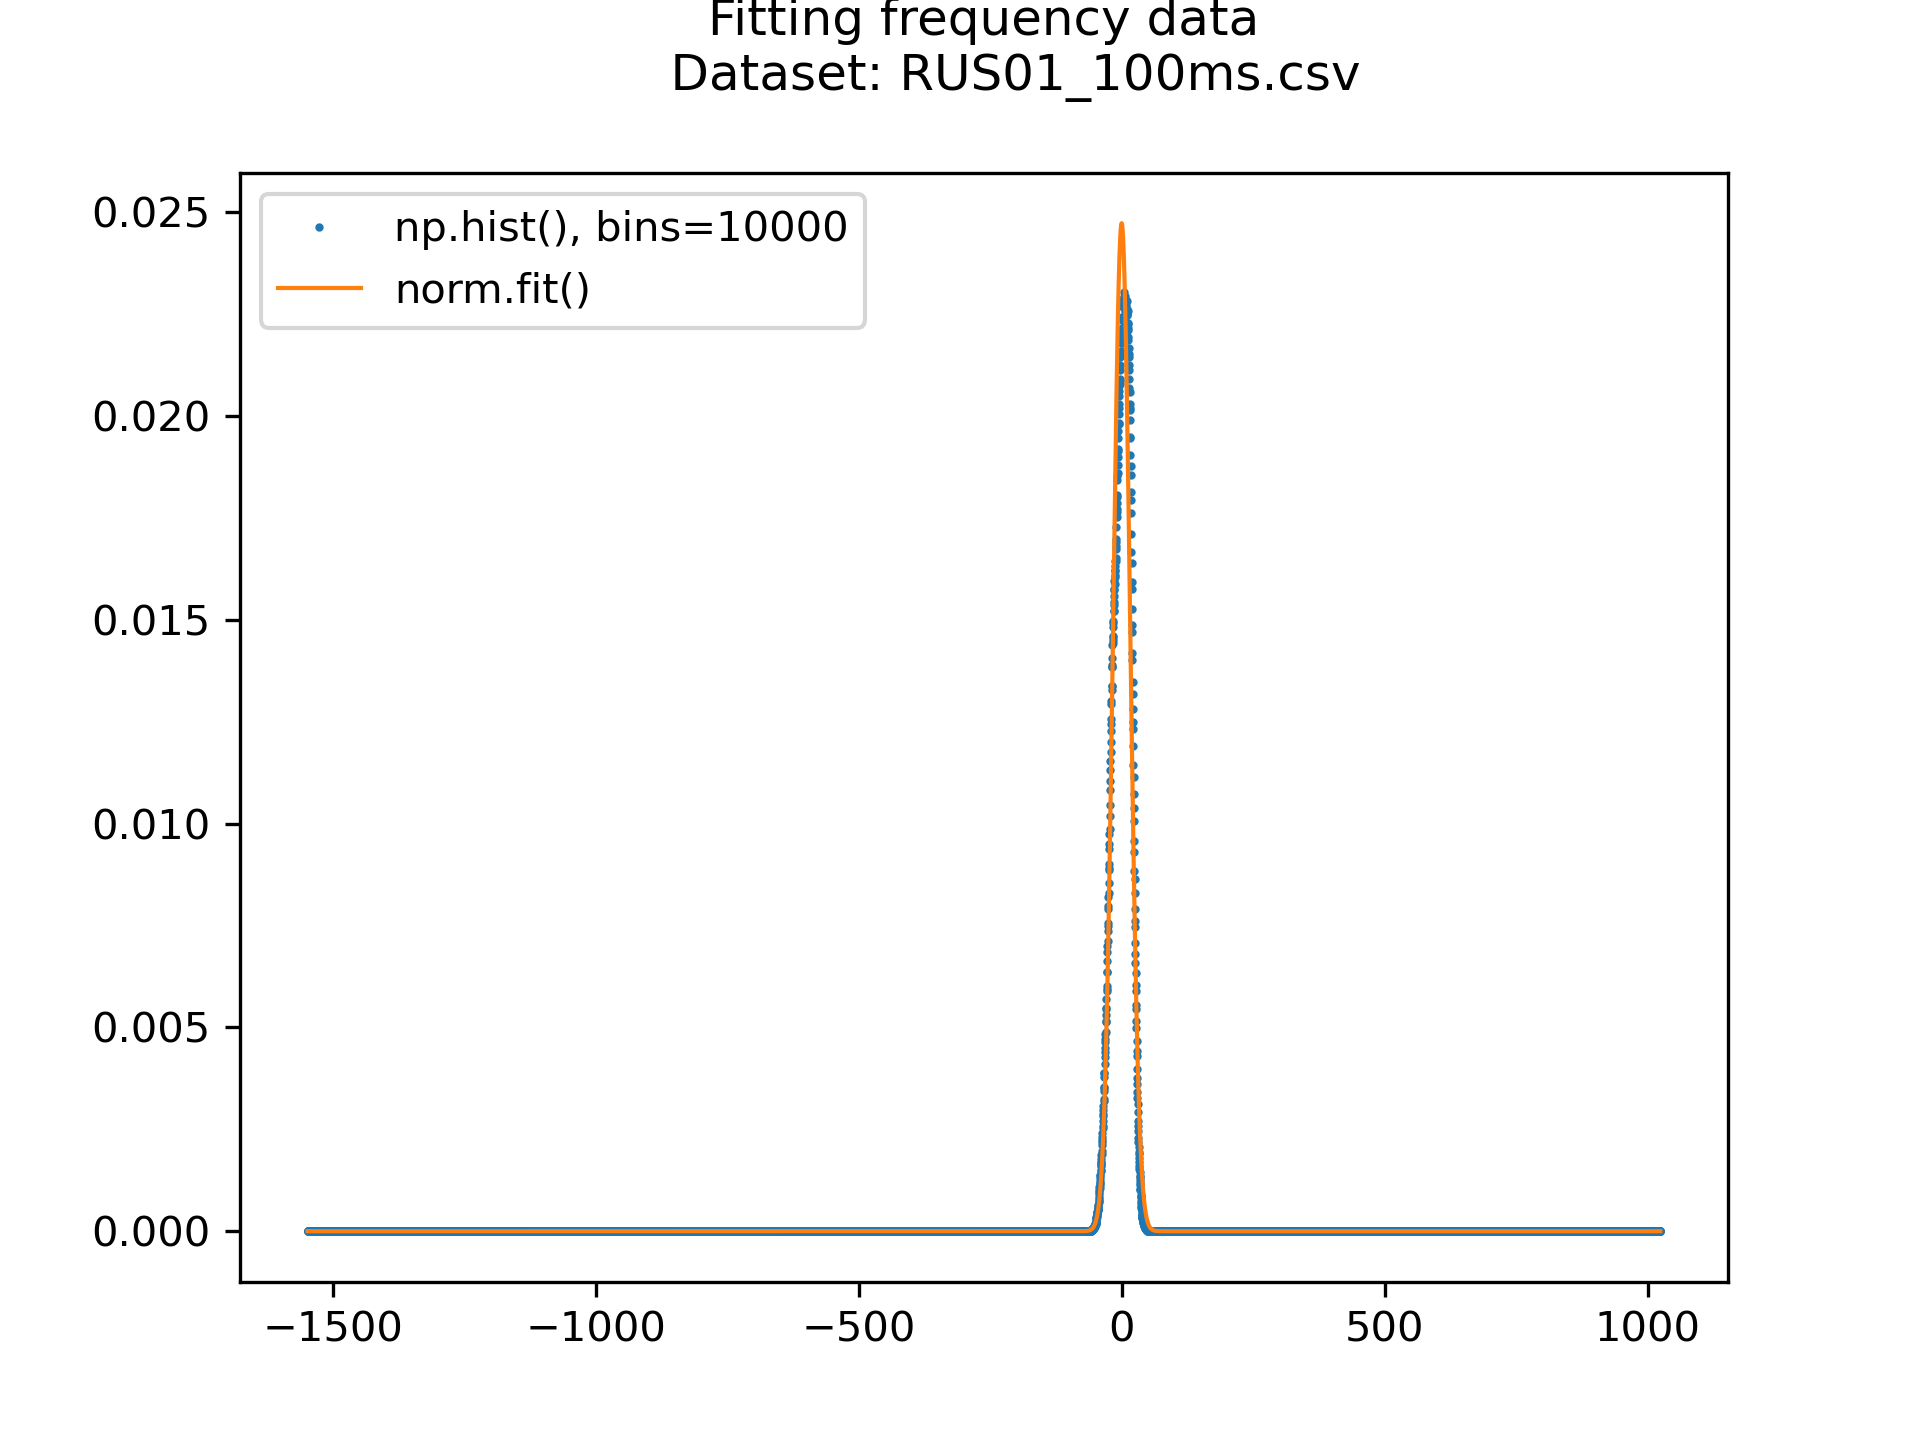 Fitting frequency data
Dataset: RUS01_100ms.csv
np.hist(), bins=10000
norm.fit()
0.025
0.020
0.015
0.010
0.005
0.000
−1500 −1000 −500 0 500 1000